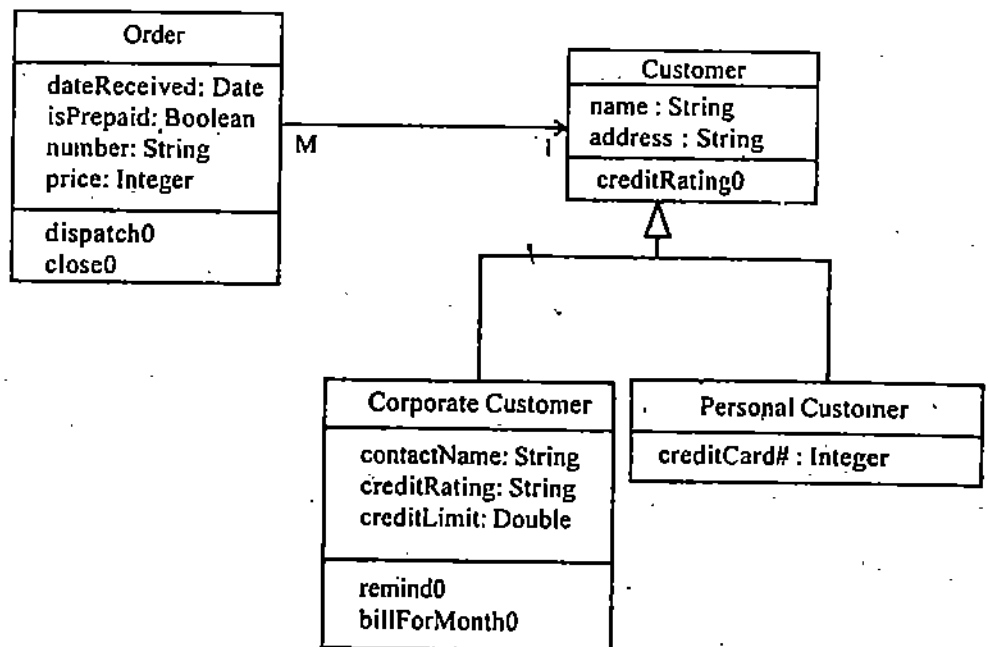 Order
dateReceived: Date
isPrepaid: Boolean
number: String
price: Integer
dispatch0
close0
M
1
Customer
name : String
address : String
creditRating0
Corporate Customer
contactName: String
creditRating: String
creditLimit: Double
remind0
billForMonth0
Personal Customer
creditCard# : Integer